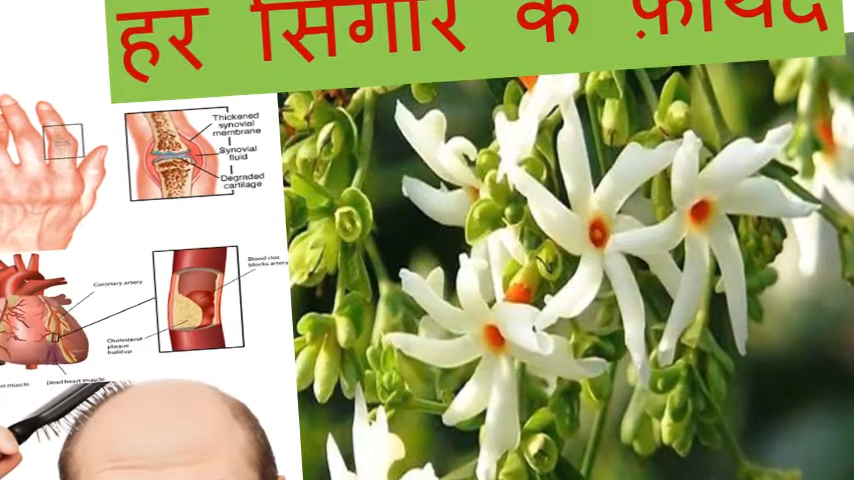 हर सिंगार के फ़ायदे
Thickened
synovial
membrane
Synovial
fluid
Degraded
cartilage
Blood clot
blocks artery
Coronary artery
Cholesterol
plaque
buildup
muscle
Dead heart muscle